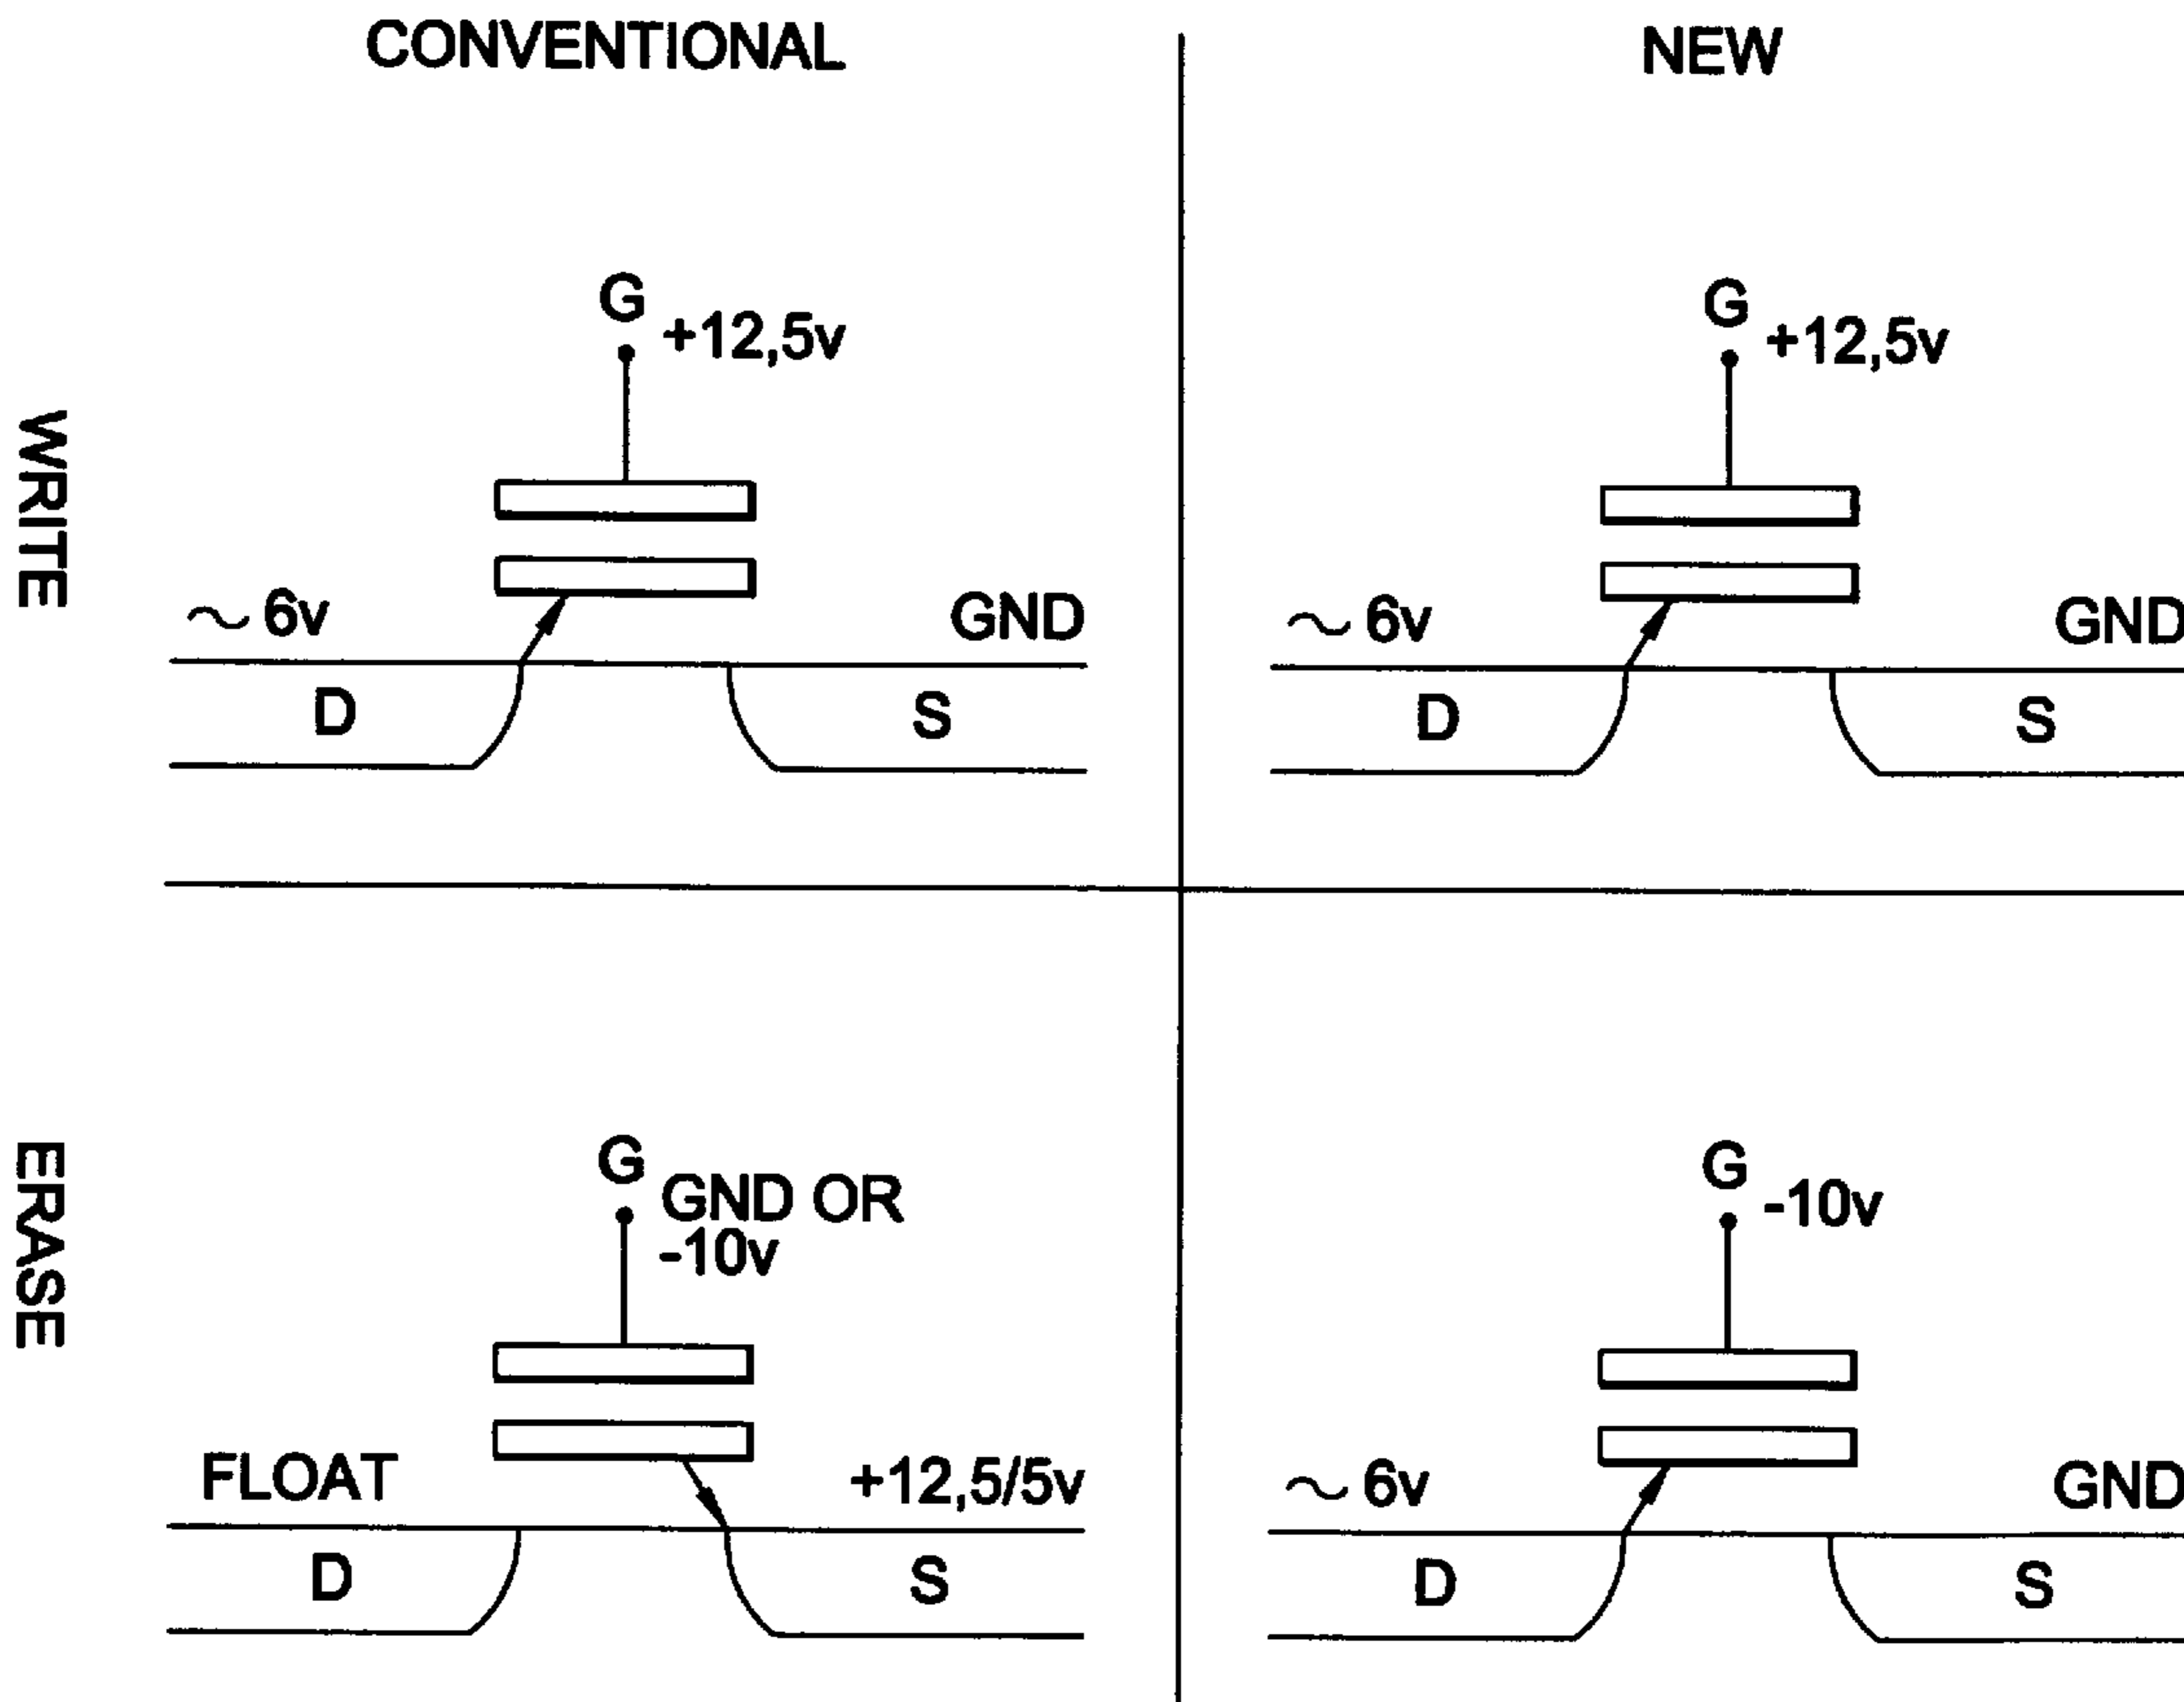 CONVENTIONAL
NEW
WRITE
G
+12,5v
∼ 6v
GND
D
S
G
+12,5v
∼ 6v
GND
D
S
ERASE
G
GND OR
-10v
FLOAT
+12,5/5v
D
S
G
-10v
∼ 6v
GND
D
S